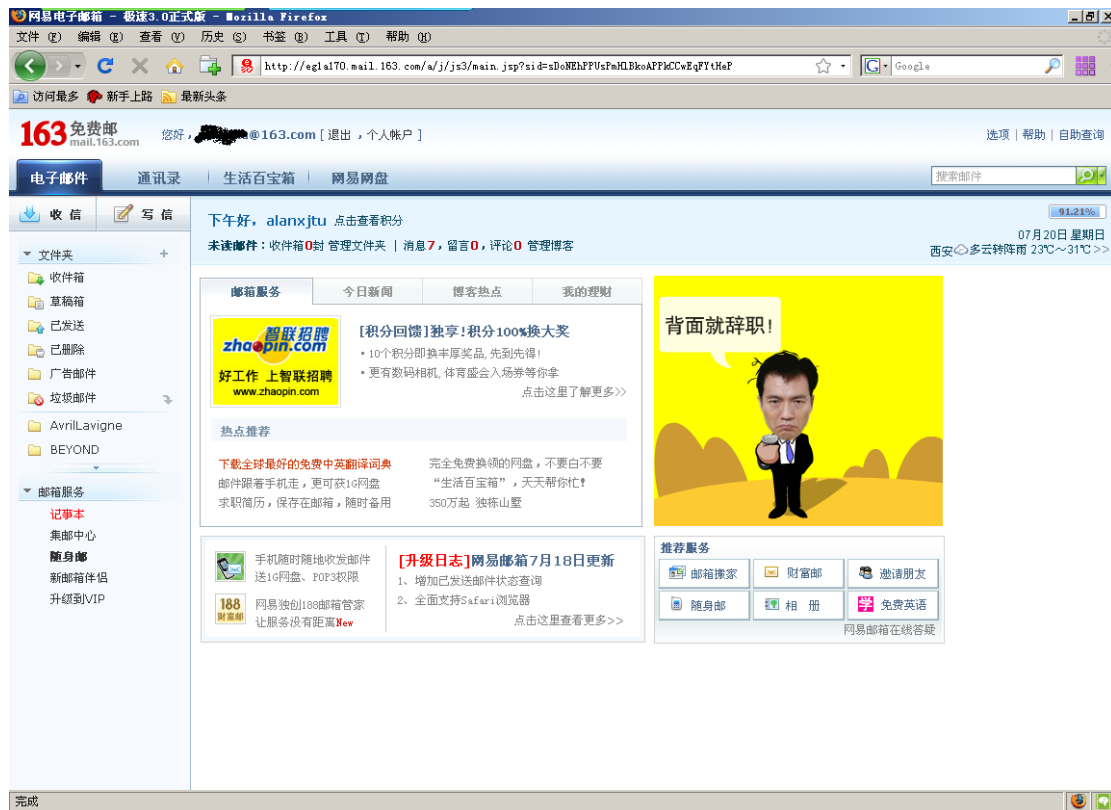 网易电子邮箱 - 极速3.0正式版 - Mozilla Firefox
文件(F) 编辑(E) 查看(V) 历史(S) 书签(B) 工具(T) 帮助(H)
http://eg1a170.mail.163.com/a/j/js3/main.jsp?sid=sDoNEhPPUsPmHLBkoAPPkCCwEqFYtHeP
Google
访问最多 新手上路 最新头条
163 免费邮
mail.163.com
您好, @163.com [ 退出 , 个人帐户 ]
选项 | 帮助 | 自助查询
电子邮件 通讯录 生活百宝箱 网易网盘
搜索邮件
收 信 写 信
下午好, alanxjtu 点击查看积分
91.21%
未读邮件:收件箱0封 管理文件夹 | 消息7, 留言0, 评论0 管理博客
07月20日 星期日
西安 多云转阵雨 23℃~31℃>>
文件夹 +
收件箱
草稿箱
已发送
已删除
广告邮件
垃圾邮件
AvrilLavigne
BEYOND
邮箱服务
记事本
集邮中心
随身邮
新邮箱伴侣
升级到VIP
邮箱服务 今日新闻 博客热点 我的理财
智联招聘
zhaopin.com
好工作 上智联招聘
www.zhaopin.com
[积分回馈]独享!积分100%换大奖
• 10个积分即换丰厚奖品,先到先得!
• 更有数码相机,体育盛会入场券等你拿
点击这里了解更多>>
热点推荐
下载全球最好的免费中英翻译词典 完全免费换领的网盘,不要白不要
邮件跟着手机走,更可获1G网盘 “生活百宝箱”,天天帮你忙!
求职简历,保存在邮箱,随时备用 350万起 独栋山墅
背面就辞职!
手机随时随地收发邮件
送1G网盘、POP3权限
188
财富邮
网易独创188邮箱管家
让服务没有距离New
[升级日志]网易邮箱7月18日更新
1、增加已发送邮件状态查询
2、全面支持Safari浏览器
点击这里查看更多>>
推荐服务
邮箱搬家 财富邮 邀请朋友
随身邮 相 册 学 免费英语
网易邮箱在线答疑
完成